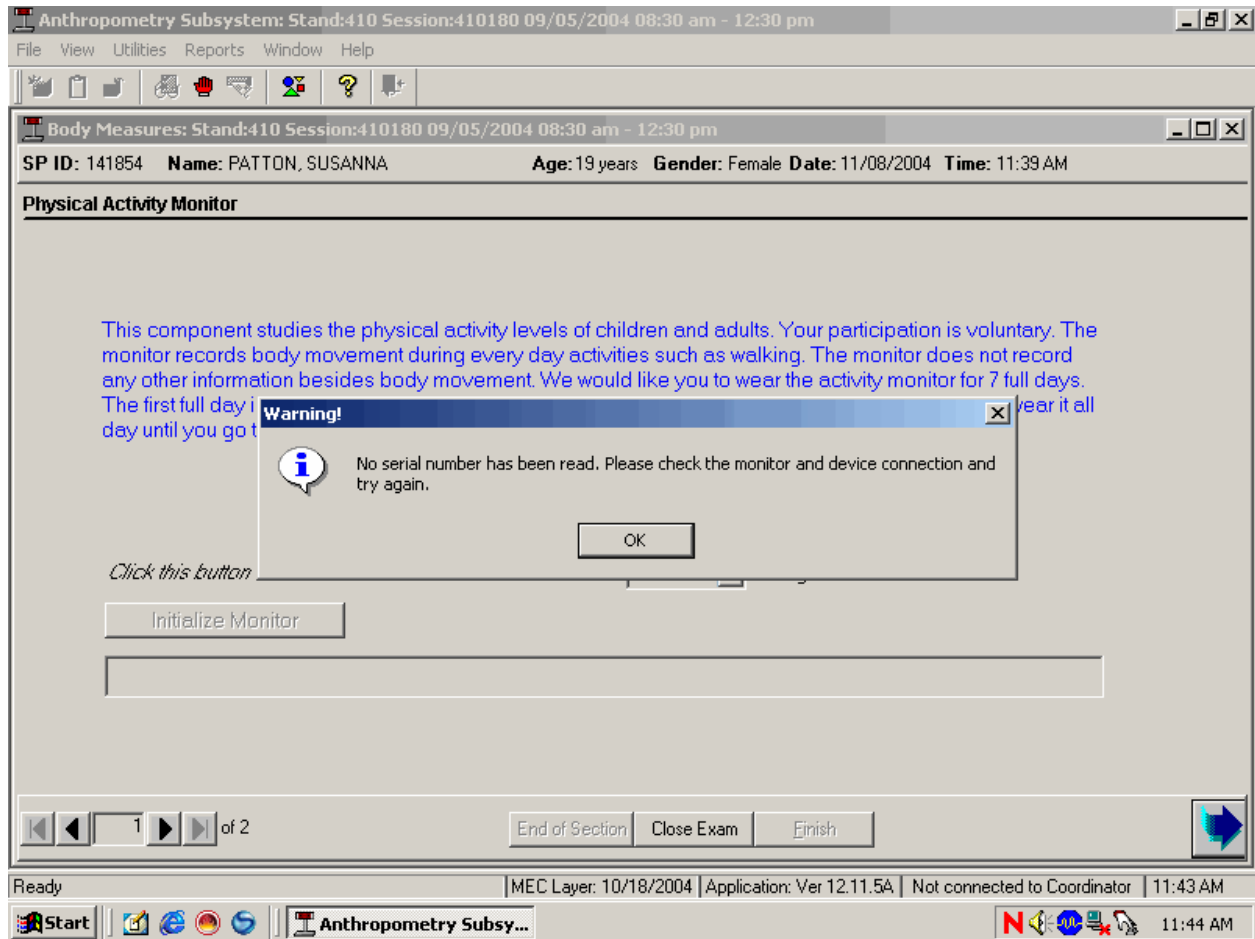 Anthropometry Subsystem: Stand:410 Session:410180 09/05/2004 08:30 am - 12:30 pm
File View Utilities Reports Window Help
Body Measures: Stand:410 Session:410180 09/05/2004 08:30 am - 12:30 pm
SP ID: 141854 Name: PATTON, SUSANNA Age: 19 years Gender: Female Date: 11/08/2004 Time: 11:39 AM
Physical Activity Monitor
This component studies the physical activity levels of children and adults. Your participation is voluntary. The
monitor records body movement during every day activities such as walking. The monitor does not record
any other information besides body movement. We would like you to wear the activity monitor for 7 full days.
The first full day i wear it all
day until you go t
Warning!
No serial number has been read. Please check the monitor and device connection and
try again.
OK
Click this button
Initialize Monitor
1 of 2 End of Section Close Exam Finish
Ready MEC Layer: 10/18/2004 Application: Ver 12.11.5A Not connected to Coordinator 11:43 AM
Start Anthropometry Subsy... N 11:44 AM